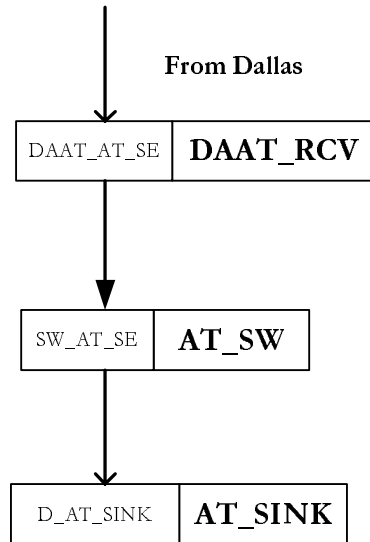 From Dallas
DAAT_AT_SE DAAT_RCV
SW_AT_SE AT_SW
D_AT_SINK AT_SINK